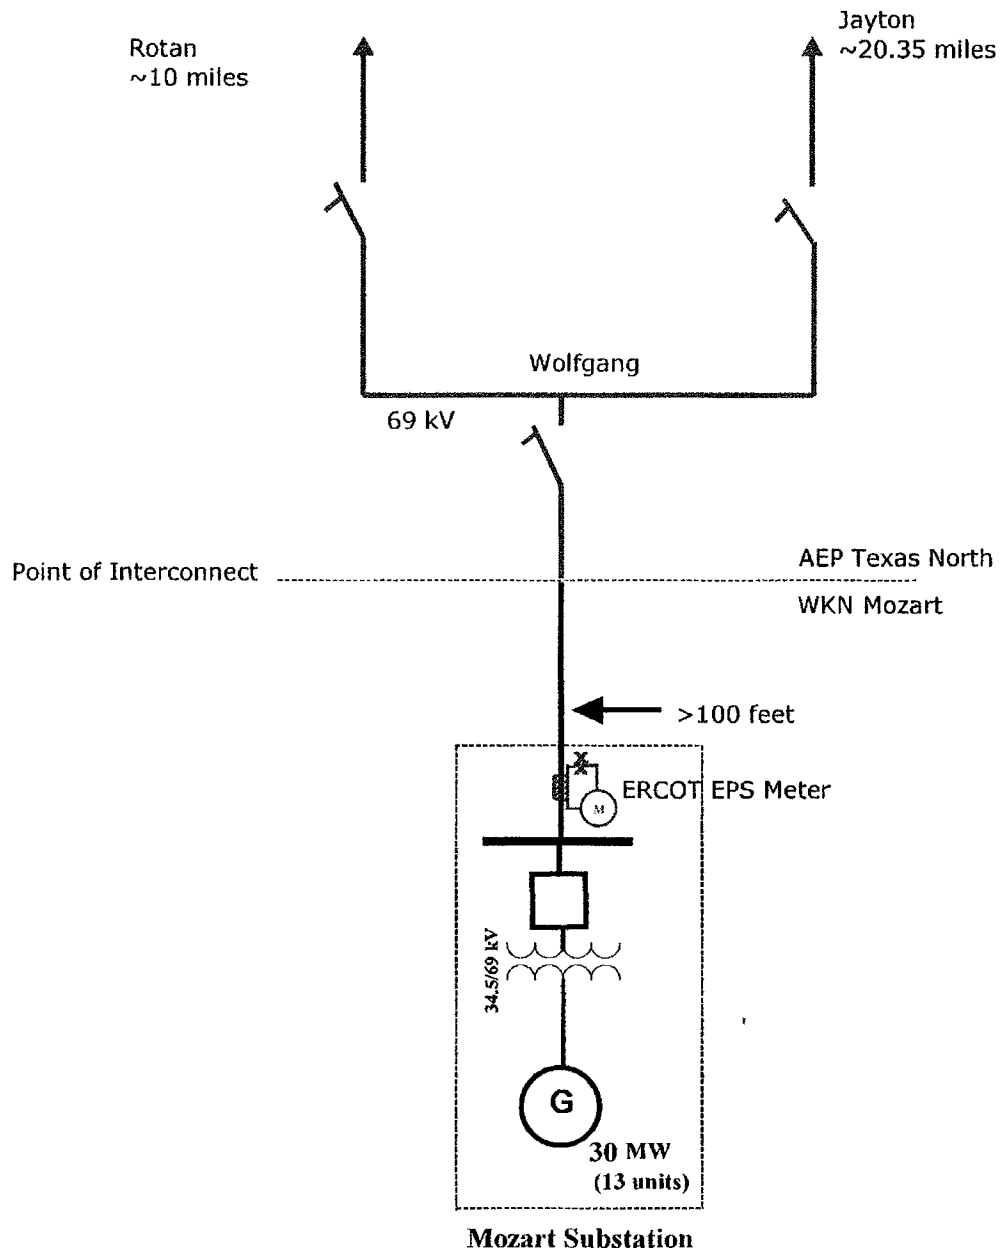 Rotan
~10 miles
Jayton
~20.35 miles
Wolfgang
69 kV
Point of Interconnect
AEP Texas North
WKN Mozart
>100 feet
ERCOT EPS Meter
M
34.5/69 kV
G
30 MW
(13 units)
Mozart Substation